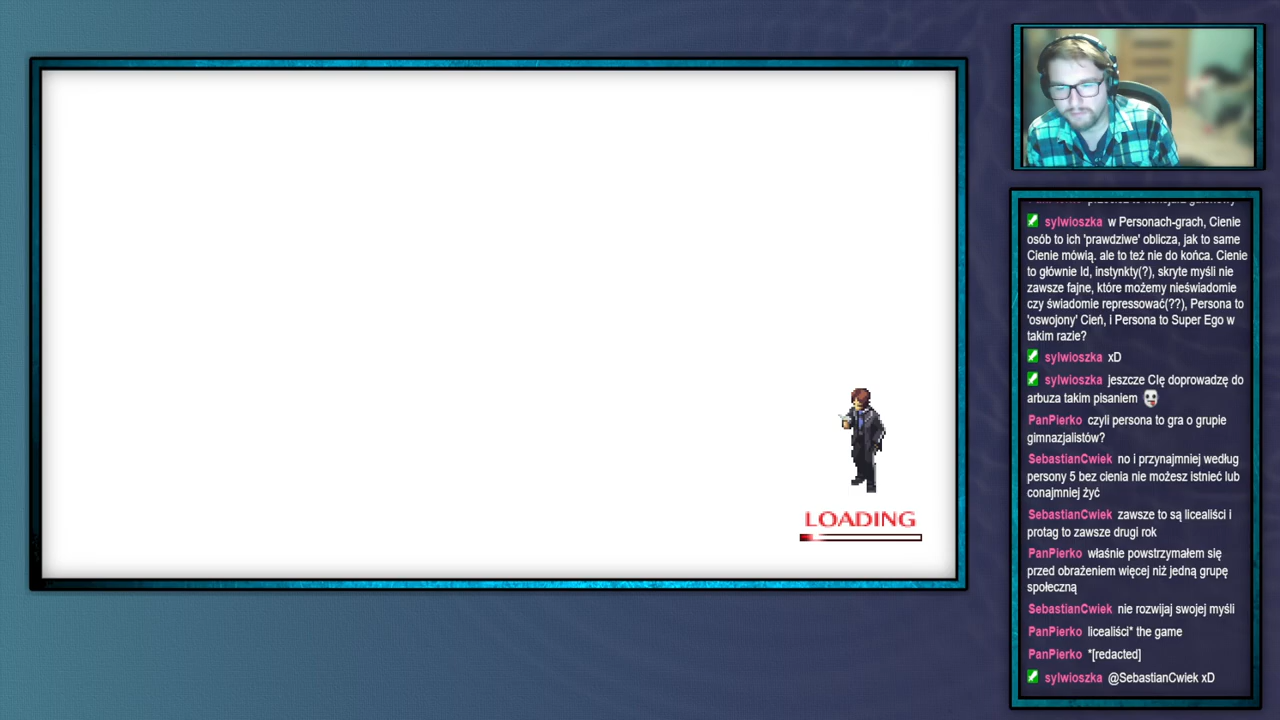 LOADING
sylwioszka w Personach-grach, Cienie
osób to ich 'prawdziwe' oblicza, jak to same
Cienie mówią. ale to też nie do końca. Cienie
to głównie Id, instynkty(?), skryte myśli nie
zawsze fajne, które możemy nieświadomie
czy świadomie repressować(??), Persona to
'oswojony' Cień, i Persona to Super Ego w
takim razie?
sylwioszka xD
sylwioszka jeszcze CIę doprowadzę do
arbuza takim pisaniem
PanPierko czyli persona to gra o grupie
gimnazjalistów?
SebastianCwiek no i przynajmniej według
persony 5 bez cienia nie możesz istnieć lub
conajmniej żyć
SebastianCwiek zawsze to są licealiści i
protag to zawsze drugi rok
PanPierko właśnie powstrzymałem się
przed obrażeniem więcej niż jedną grupę
społeczną
SebastianCwiek nie rozwijaj swojej myśli
PanPierko licealiści* the game
PanPierko *[redacted]
sylwioszka @SebastianCwiek xD